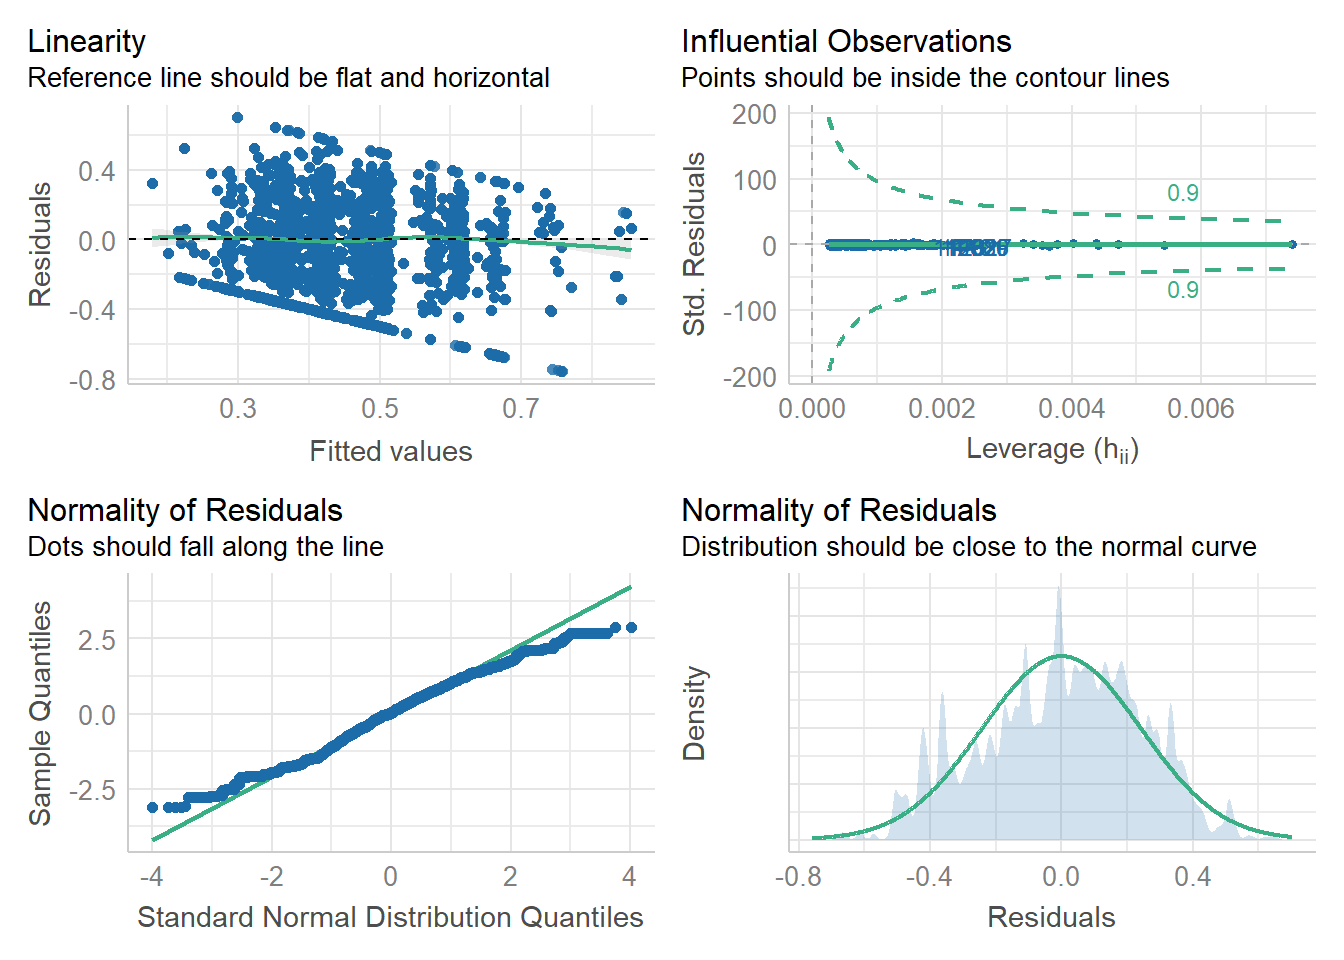 Linearity
Reference line should be flat and horizontal
Residuals
0.4
0.0
-0.4
-0.8
0.3
0.5
0.7
Fitted values
Influential Observations
Points should be inside the contour lines
Std. Residuals
200
100
0
-100
-200
0.9
0.9
0.000
0.002
0.004
0.006
Leverage (hii)
Normality of Residuals
Dots should fall along the line
Sample Quantiles
2.5
0.0
-2.5
-4
-2
0
2
4
Standard Normal Distribution Quantiles
Normality of Residuals
Distribution should be close to the normal curve
Density
-0.8
-0.4
0.0
0.4
Residuals